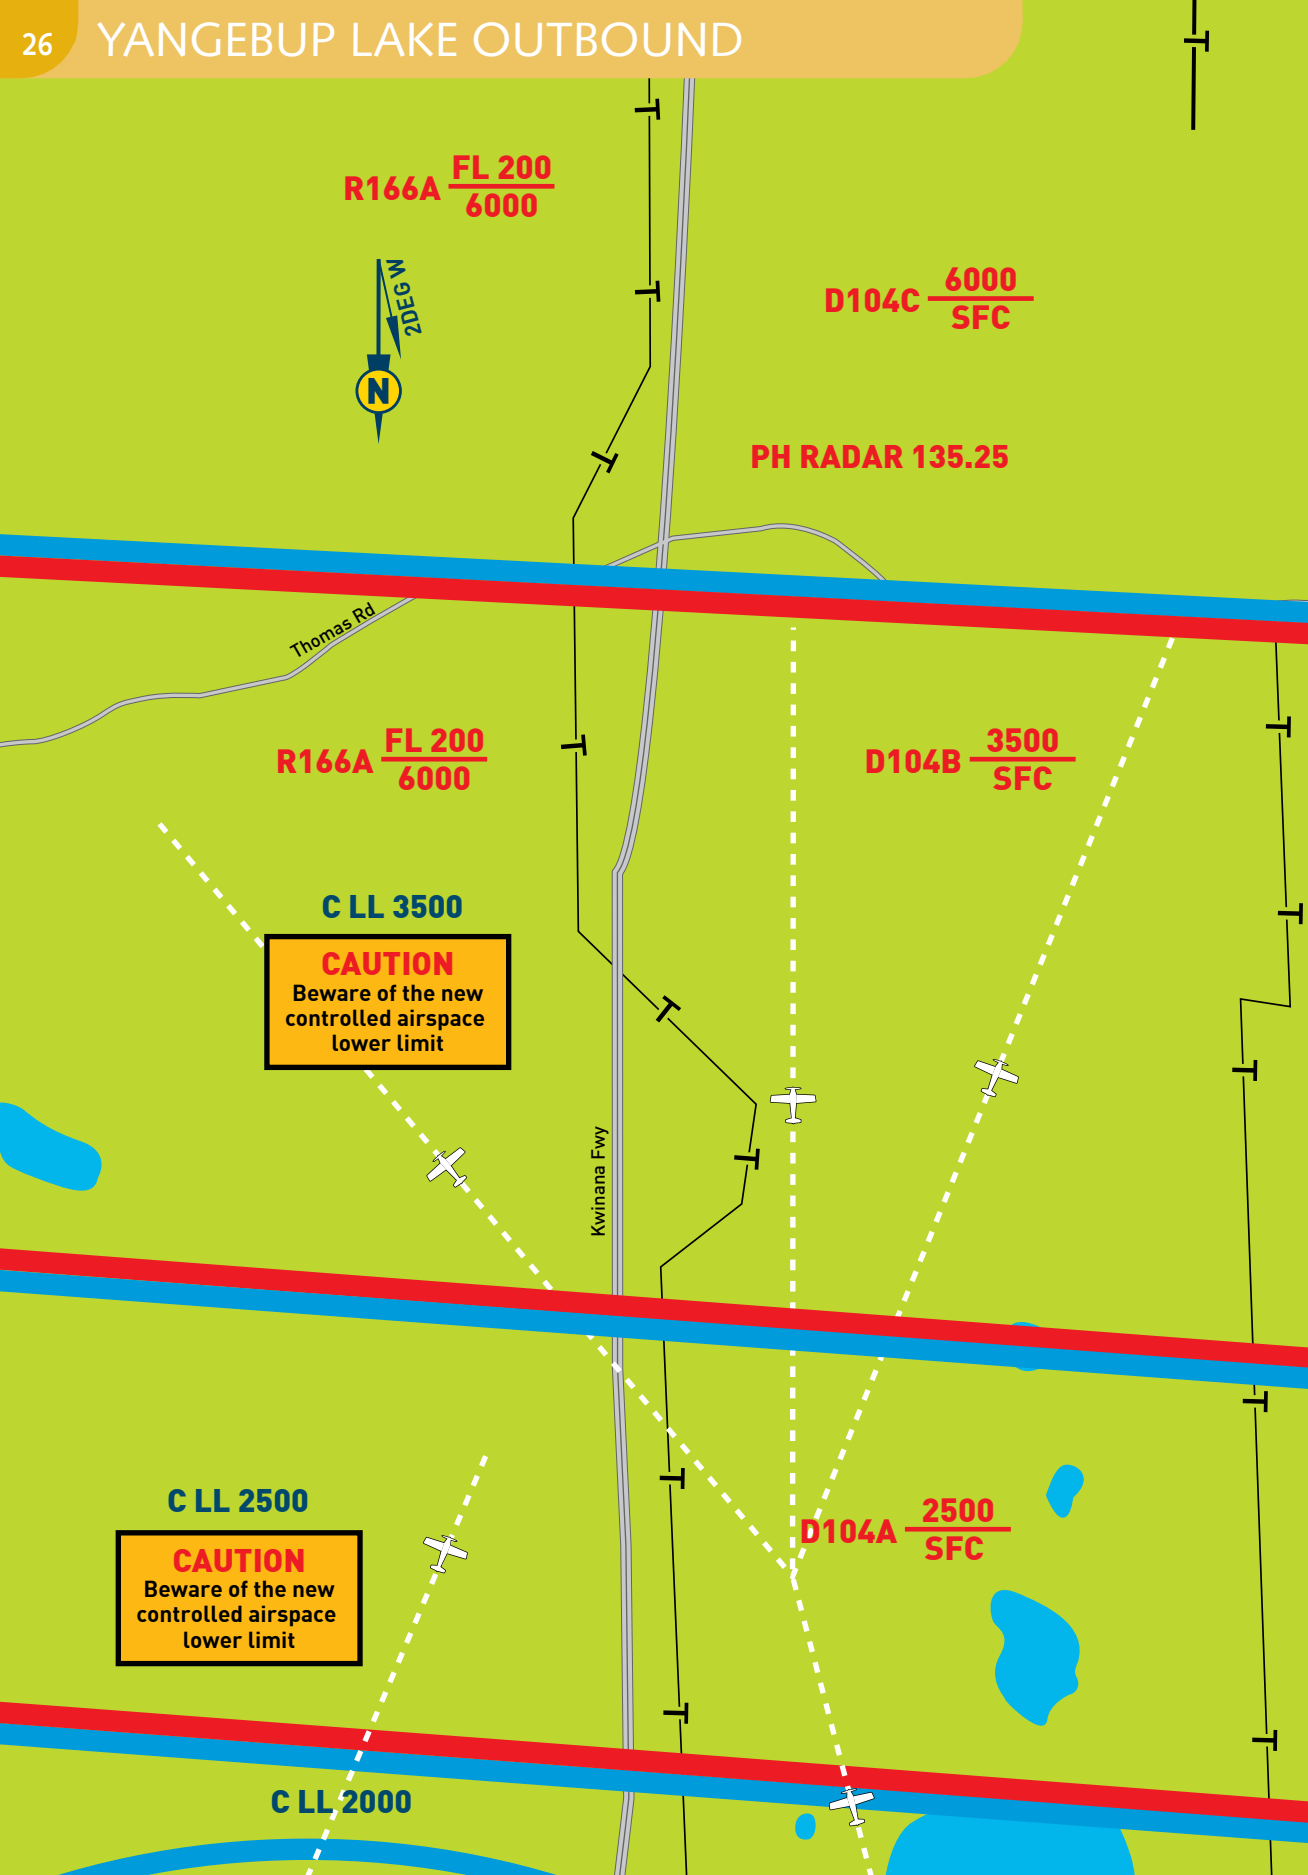 26
YANGEBUP LAKE OUTBOUND
R166A FL 200
6000
2DEG W
N
D104C 6000
SFC
PH RADAR 135.25
Thomas Rd
R166A FL 200
6000
D104B 3500
SFC
C LL 3500
CAUTION
Beware of the new
controlled airspace
lower limit
Kwinana Fwy
C LL 2500
CAUTION
Beware of the new
controlled airspace
lower limit
D104A 2500
SFC
C LL 2000